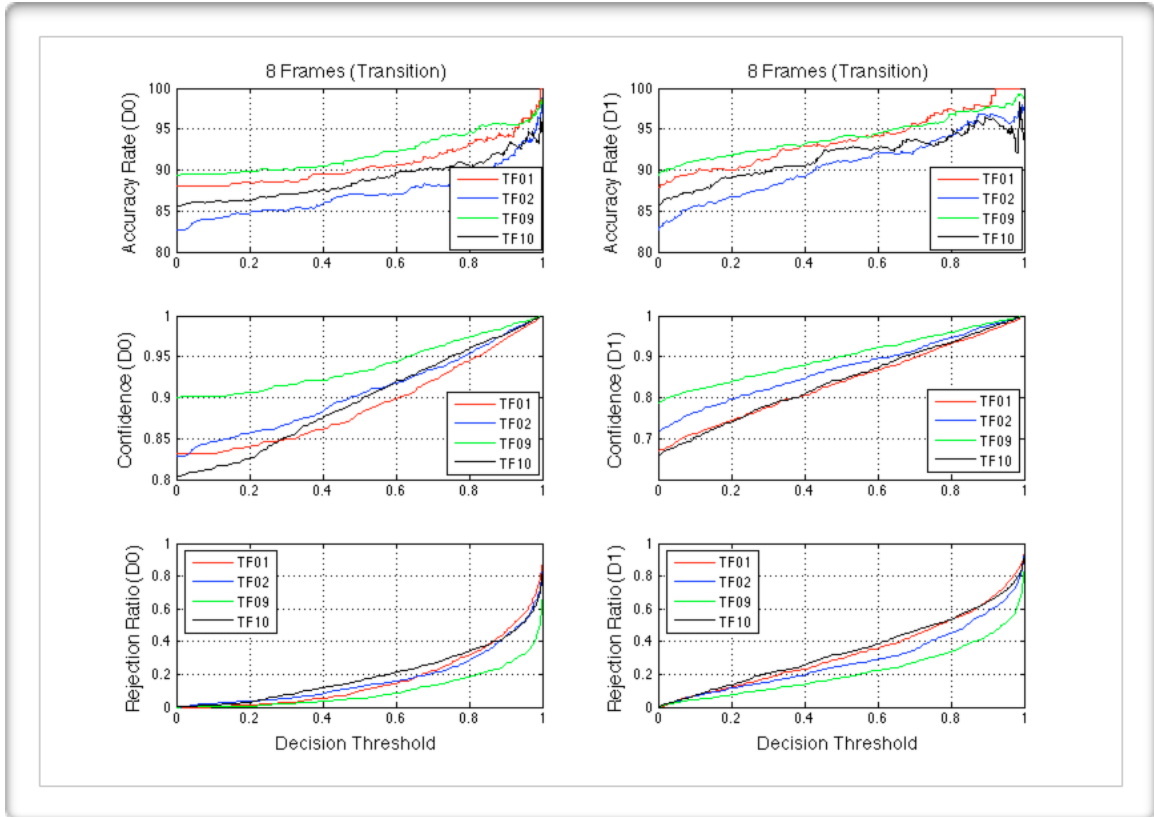 8 Frames (Transition)
Accuracy Rate (D0)
100
95
90
85
80
0 0.2 0.4 0.6 0.8 1
TF01
TF02
TF09
TF10
8 Frames (Transition)
Accuracy Rate (D1)
100
95
90
85
80
0 0.2 0.4 0.6 0.8 1
TF01
TF02
TF09
TF10
Confidence (D0)
1
0.95
0.9
0.85
0.8
0 0.2 0.4 0.6 0.8 1
TF01
TF02
TF09
TF10
Confidence (D1)
1
0.9
0.8
0.7
0 0.2 0.4 0.6 0.8 1
TF01
TF02
TF09
TF10
Rejection Ratio (D0)
1
0.8
0.6
0.4
0.2
0
0 0.2 0.4 0.6 0.8 1
TF01
TF02
TF09
TF10
Decision Threshold
Rejection Ratio (D1)
1
0.8
0.6
0.4
0.2
0
0 0.2 0.4 0.6 0.8 1
TF01
TF02
TF09
TF10
Decision Threshold